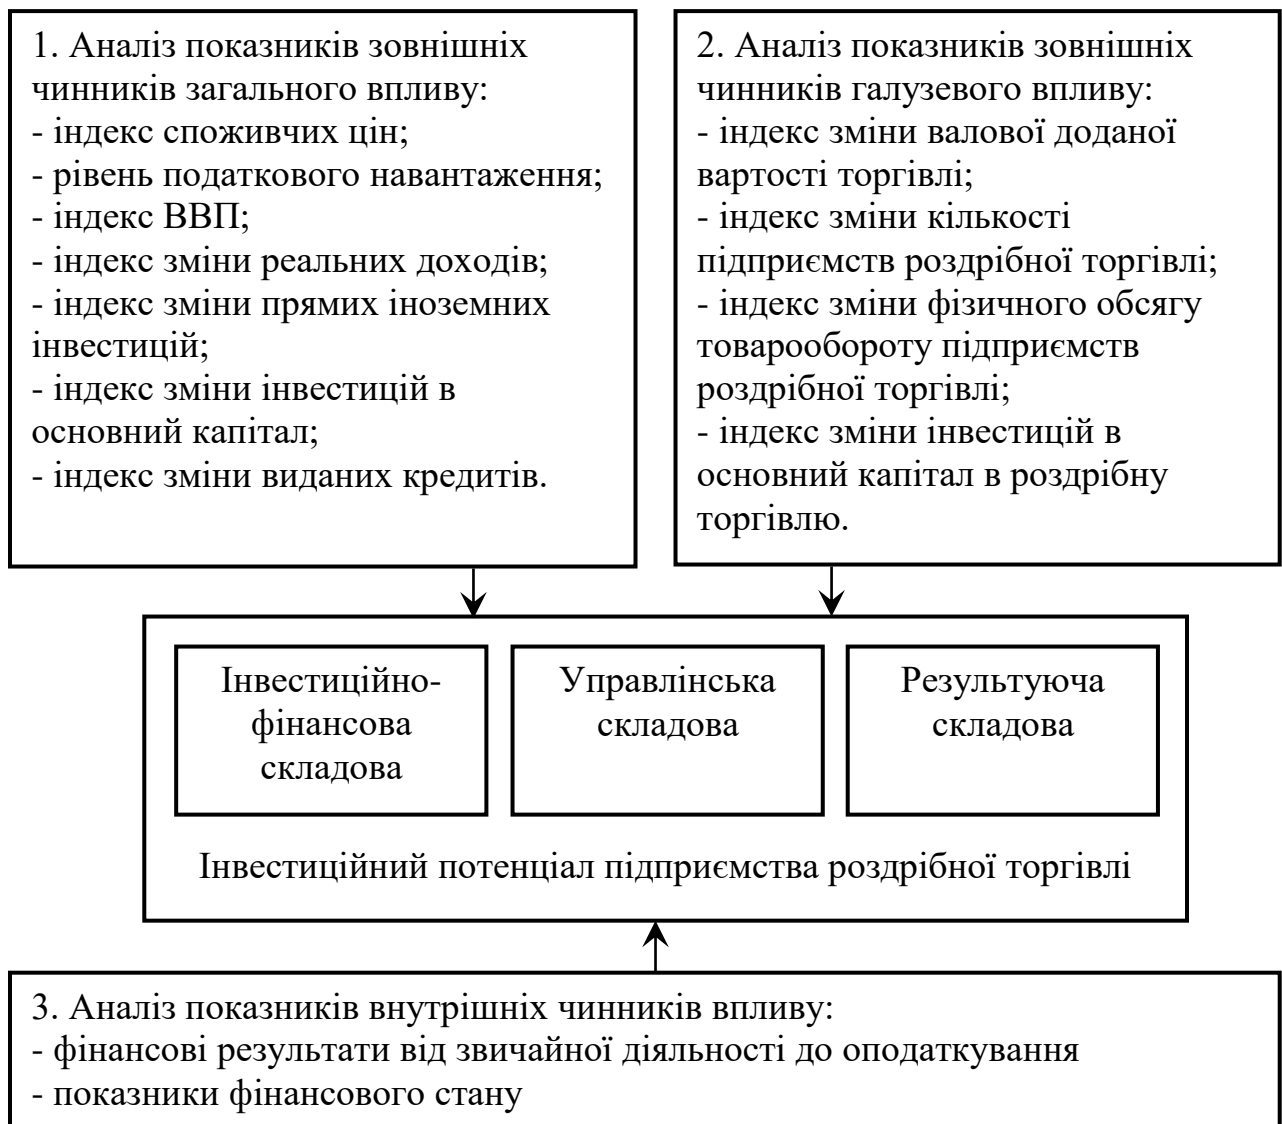 1. Аналіз показників зовнішніх
чинників загального впливу:
- індекс споживчих цін;
- рівень податкового навантаження;
- індекс ВВП;
- індекс зміни реальних доходів;
- індекс зміни прямих іноземних
інвестицій;
- індекс зміни інвестицій в
основний капітал;
- індекс зміни виданих кредитів.
2. Аналіз показників зовнішніх
чинників галузевого впливу:
- індекс зміни валової доданої
вартості торгівлі;
- індекс зміни кількості
підприємств роздрібної торгівлі;
- індекс зміни фізичного обсягу
товарообороту підприємств
роздрібної торгівлі;
- індекс зміни інвестицій в
основний капітал в роздрібну
торгівлю.
Інвестиційно-
фінансова
складова
Управлінська
складова
Результуюча
складова
Інвестиційний потенціал підприємства роздрібної торгівлі
3. Аналіз показників внутрішніх чинників впливу:
- фінансові результати від звичайної діяльності до оподаткування
- показники фінансового стану